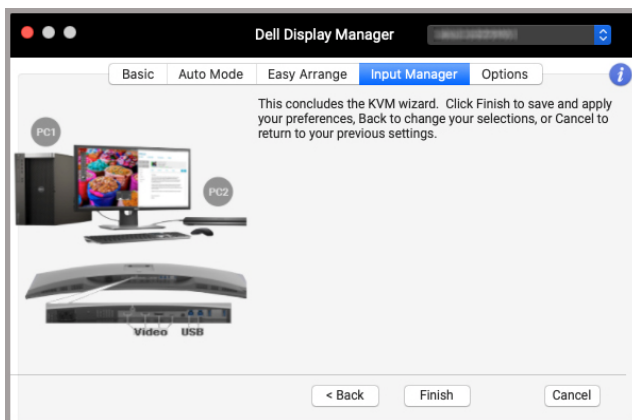 Dell Display Manager
Basic Auto Mode Easy Arrange Input Manager Options i
This concludes the KVM wizard. Click Finish to save and apply
your preferences, Back to change your selections, or Cancel to
return to your previous settings.
PC1
PC2
Video USB
< Back Finish Cancel